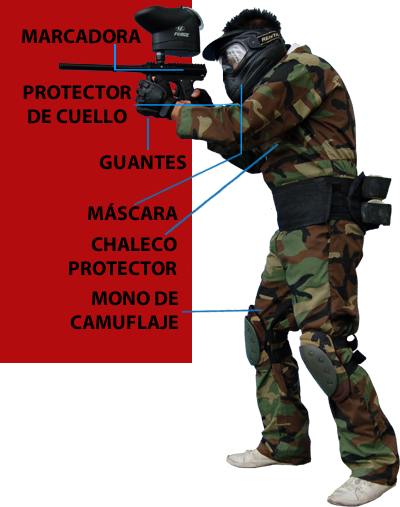 MARCADORA
PROTECTOR
DE CUELLO
GUANTES
MÁSCARA
CHALECO
PROTECTOR
MONO DE
CAMUFLAJE